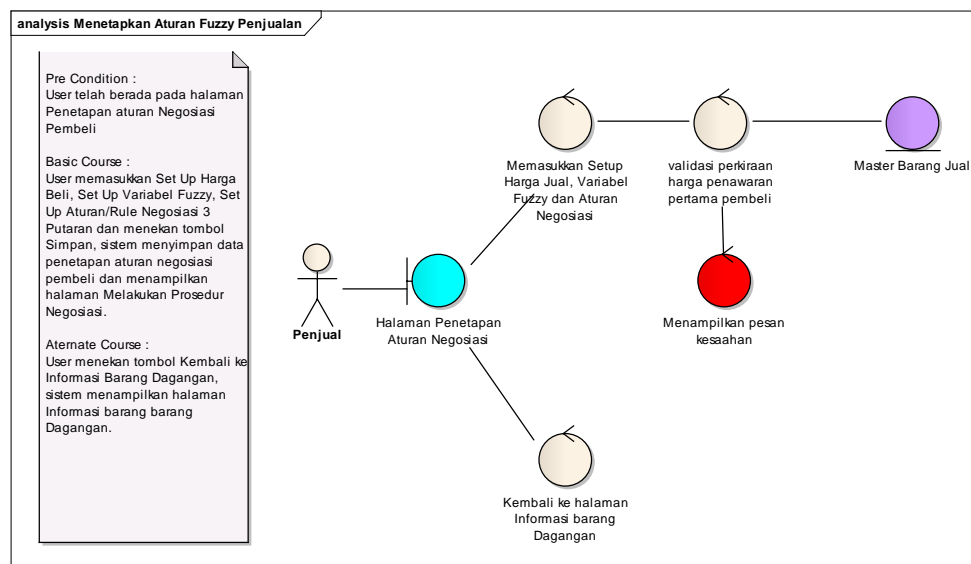 analysis Menetapkan Aturan Fuzzy Penjualan
Pre Condition :
User telah berada pada halaman
Penetapan aturan Negosiasi
Pembeli
Basic Course :
User memasukkan Set Up Harga
Beli, Set Up Variabel Fuzzy, Set
Up Aturan/Rule Negosiasi 3
Putaran dan menekan tombol
Simpan, sistem menyimpan data
penetapan aturan negosiasi
pembeli dan menampilkan
halaman Melakukan Prosedur
Negosiasi.
Aternate Course :
User menekan tombol Kembali ke
Informasi Barang Dagangan,
sistem menampilkan halaman
Informasi barang barang
Dagangan.
Penjual
Halaman Penetapan
Aturan Negosiasi
Memasukkan Setup
Harga Jual, Variabel
Fuzzy dan Aturan
Negosiasi
validasi perkiraan
harga penawaran
pertama pembeli
Master Barang Jual
Menampilkan pesan
kesaahan
Kembali ke halaman
Informasi barang
Dagangan